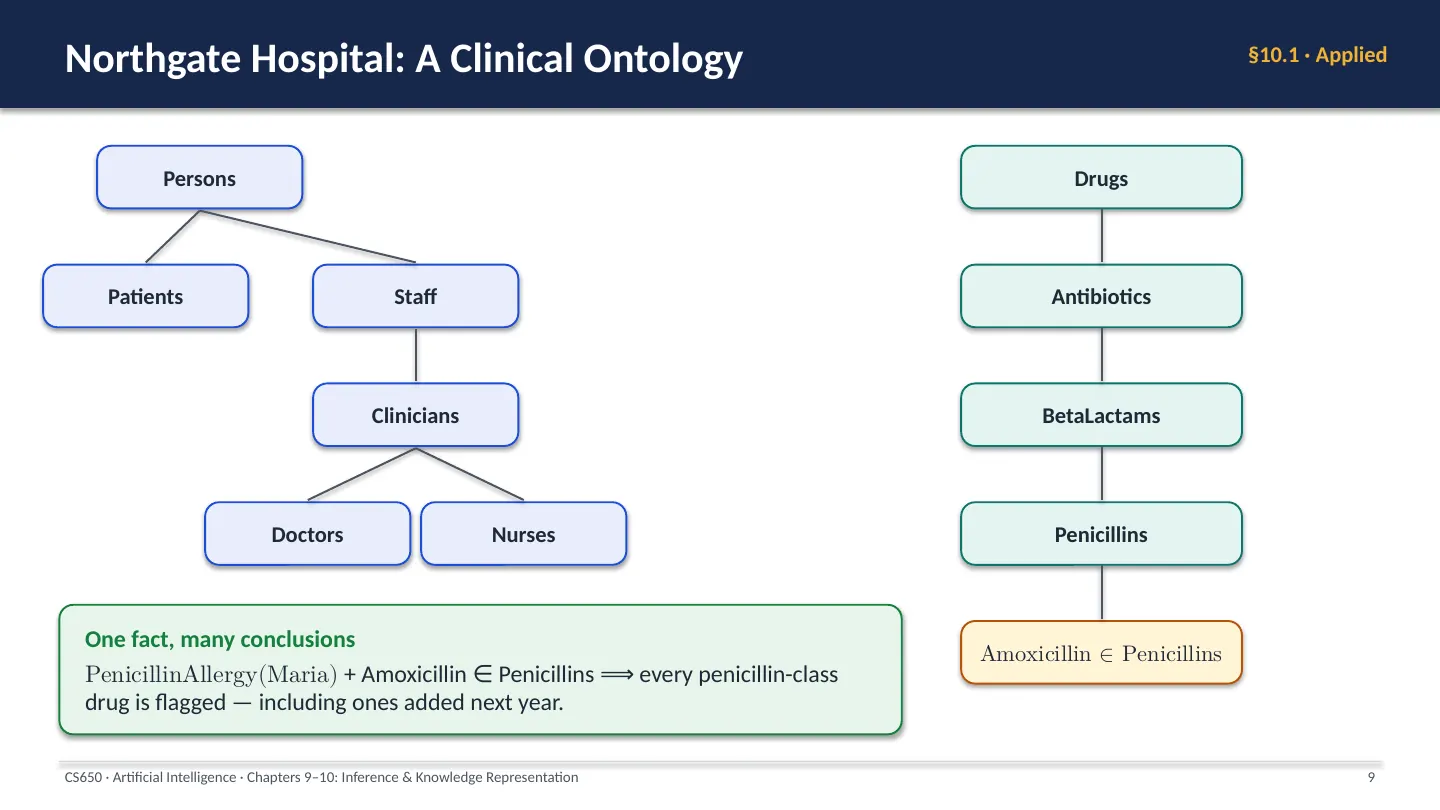 Northgate Hospital: A Clinical Ontology
§10.1 · Applied
Persons
Patients
Staff
Clinicians
Doctors
Nurses
Drugs
Antibiotics
BetaLactams
Penicillins
Amoxicillin ∈ Penicillins
One fact, many conclusions
PenicillinAllergy(Maria) + Amoxicillin ∈ Penicillins ⟹ every penicillin-class
drug is flagged — including ones added next year.
CS650 · Artificial Intelligence · Chapters 9–10: Inference & Knowledge Representation
9